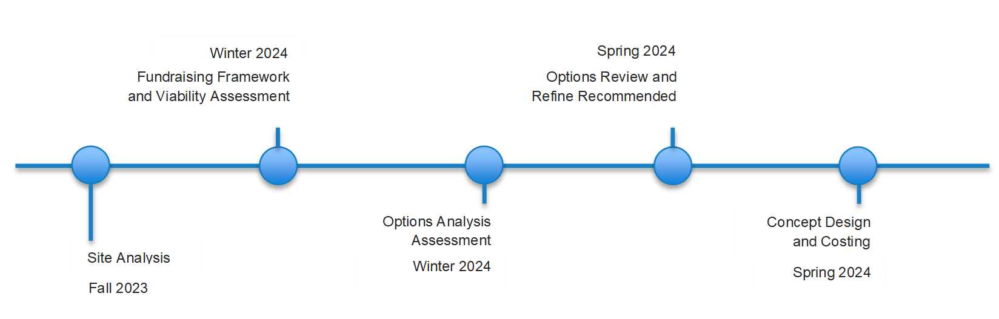 Winter 2024
Fundraising Framework
and Viability Assessment
Spring 2024
Options Review and
Refine Recommended
Site Analysis
Fall 2023
Options Analysis
Assessment
Winter 2024
Concept Design
and Costing
Spring 2024